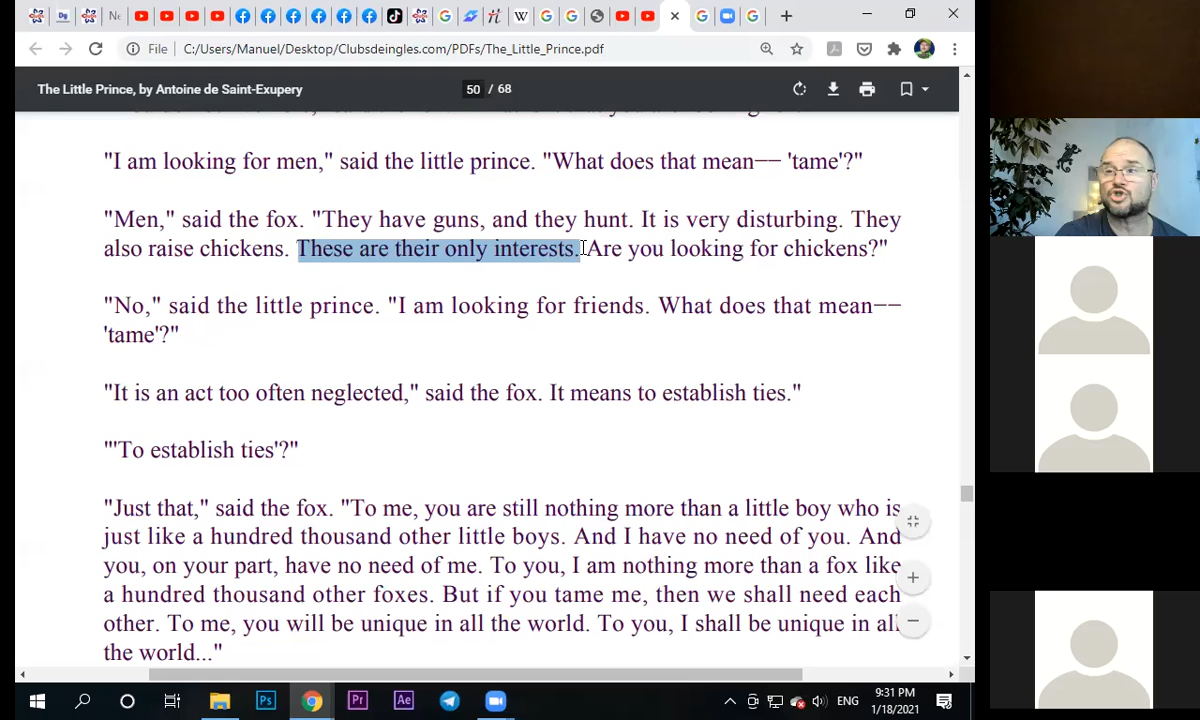 Dg
Ne
W
File
C:/Users/Manuel/Desktop/Clubsdeingles.com/PDFs/The_Little_Prince.pdf
The Little Prince, by Antoine de Saint-Exupery
50 / 68
"I am looking for men," said the little prince. "What does that mean−− 'tame'?"
"Men," said the fox. "They have guns, and they hunt. It is very disturbing. They
also raise chickens. These are their only interests. Are you looking for chickens?"
"No," said the little prince. "I am looking for friends. What does that mean−−
'tame'?"
"It is an act too often neglected," said the fox. It means to establish ties."
"'To establish ties'?"
"Just that," said the fox. "To me, you are still nothing more than a little boy who is
just like a hundred thousand other little boys. And I have no need of you. And
you, on your part, have no need of me. To you, I am nothing more than a fox like
a hundred thousand other foxes. But if you tame me, then we shall need each
other. To me, you will be unique in all the world. To you, I shall be unique in all
the world..."
Ps
Pr
Ae
ENG
9:31 PM
1/18/2021